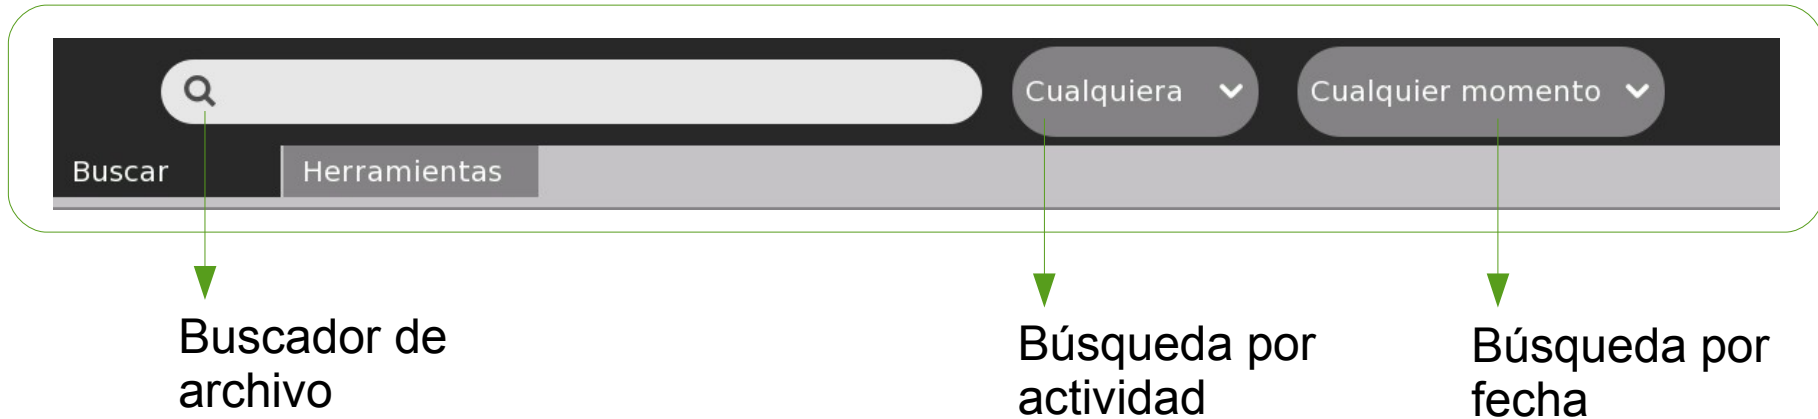 Cualquiera
Cualquier momento
Buscar
Herramientas
Buscador de
archivo
Búsqueda por
actividad
Búsqueda por
fecha